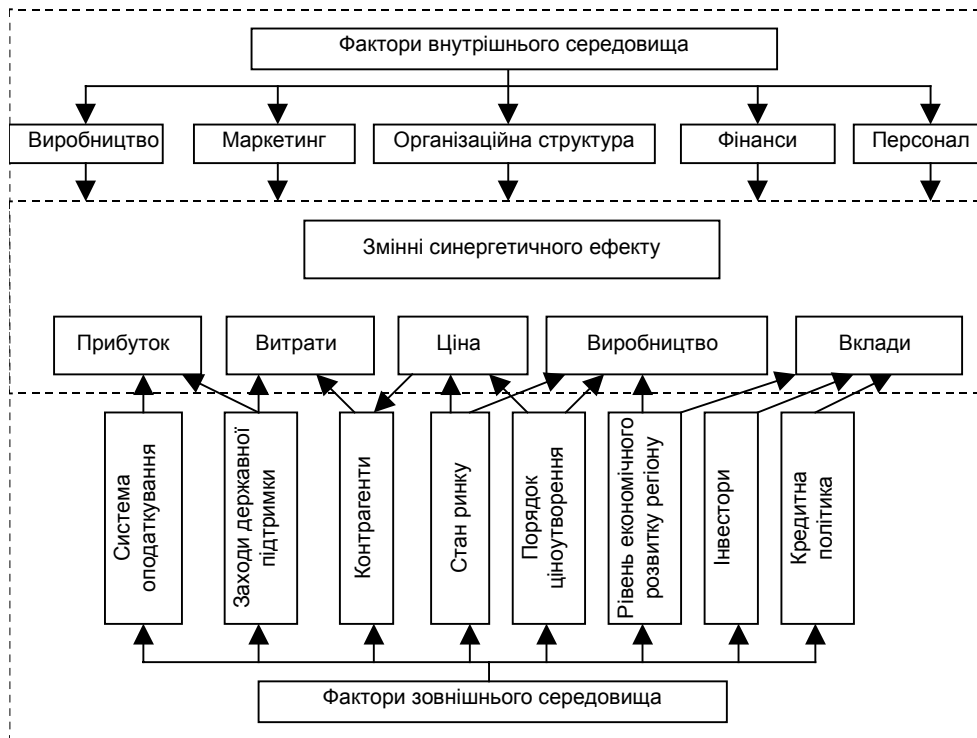 Фактори внутрішнього середовища
Виробництво
Маркетинг
Організаційна структура
Фінанси
Персонал
Змінні синергетичного ефекту
Прибуток
Витрати
Ціна
Виробництво
Вклади
Система
оподаткування
Заходи державної
підтримки
Контрагенти
Стан ринку
Порядок
ціноутворення
Рівень економічного
розвитку регіону
Інвестори
Кредитна
політика
Фактори зовнішнього середовища